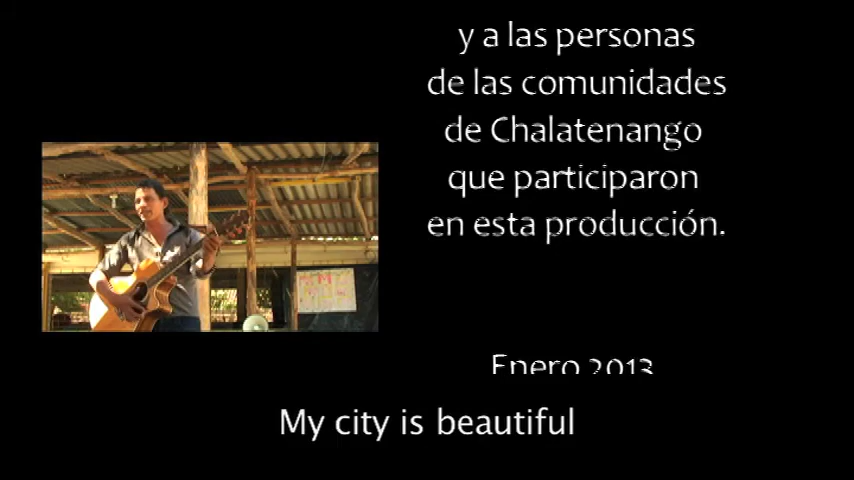 y a las personas
de las comunidades
de Chalatenango
que participaron
en esta producción.
Enero 2013
My city is beautiful